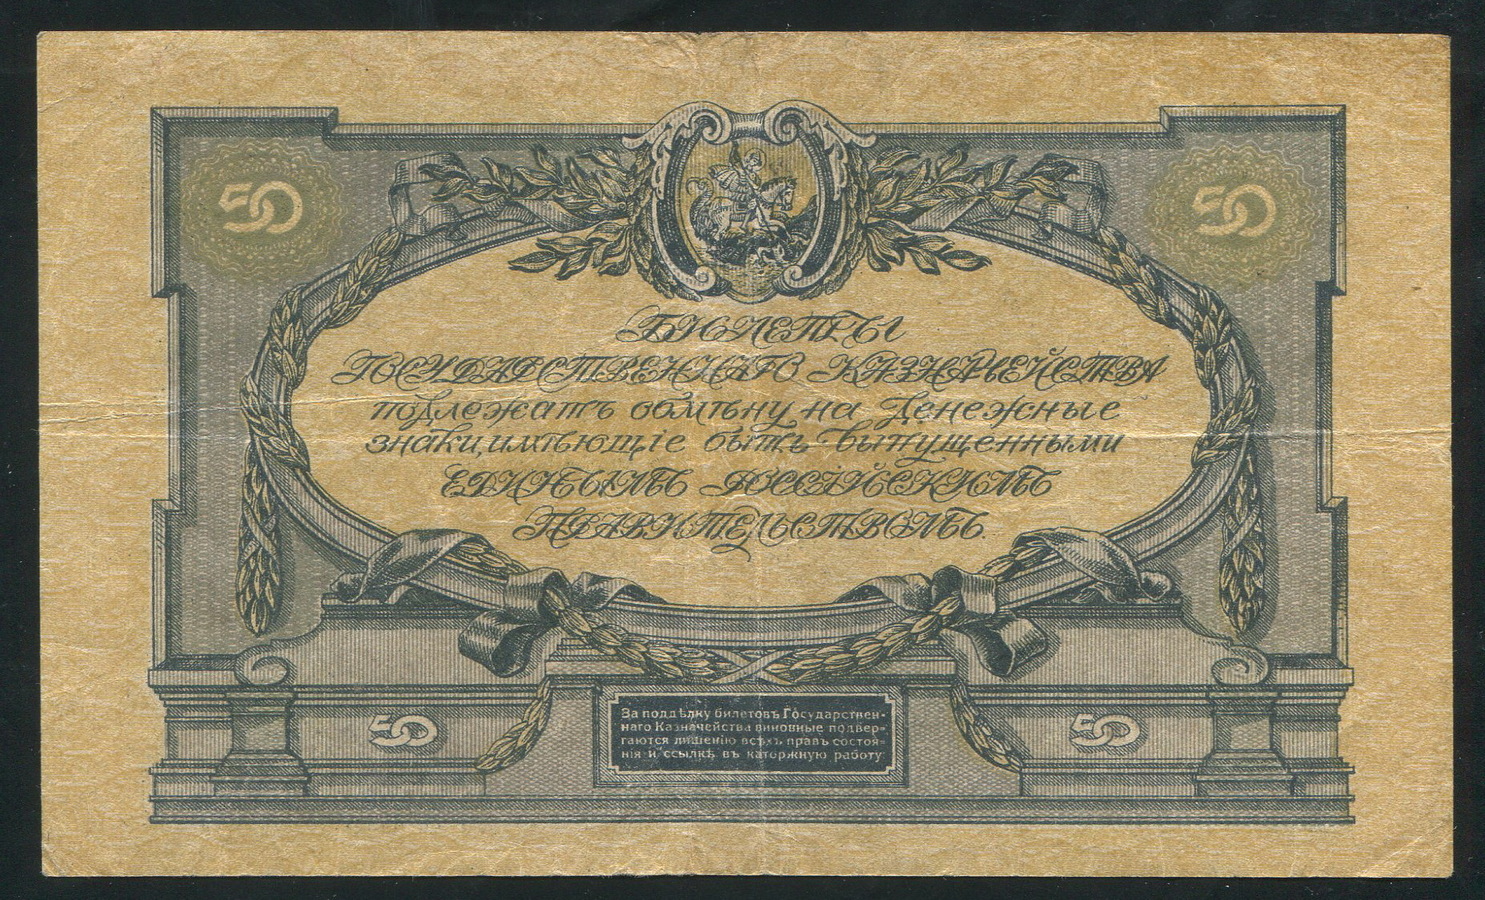 50 50
БИЛЕТЫ
ГОСУДАРСТВЕННАГО КАЗНАЧЕЙСТВА
подлежатъ обмѣну на Денежные
знаки, имѣющіе быть выпущенными
ЕДИНЫМЪ РОССІЙСКИМЪ
ПРАВИТЕЛЬСТВОМЪ.
50 50
За поддѣлку билетовъ Государствен-
наго Казначейства виновные подвер-
гаются лишенію всѣхъ правъ состоя-
нія и ссылкѣ въ каторжную работу